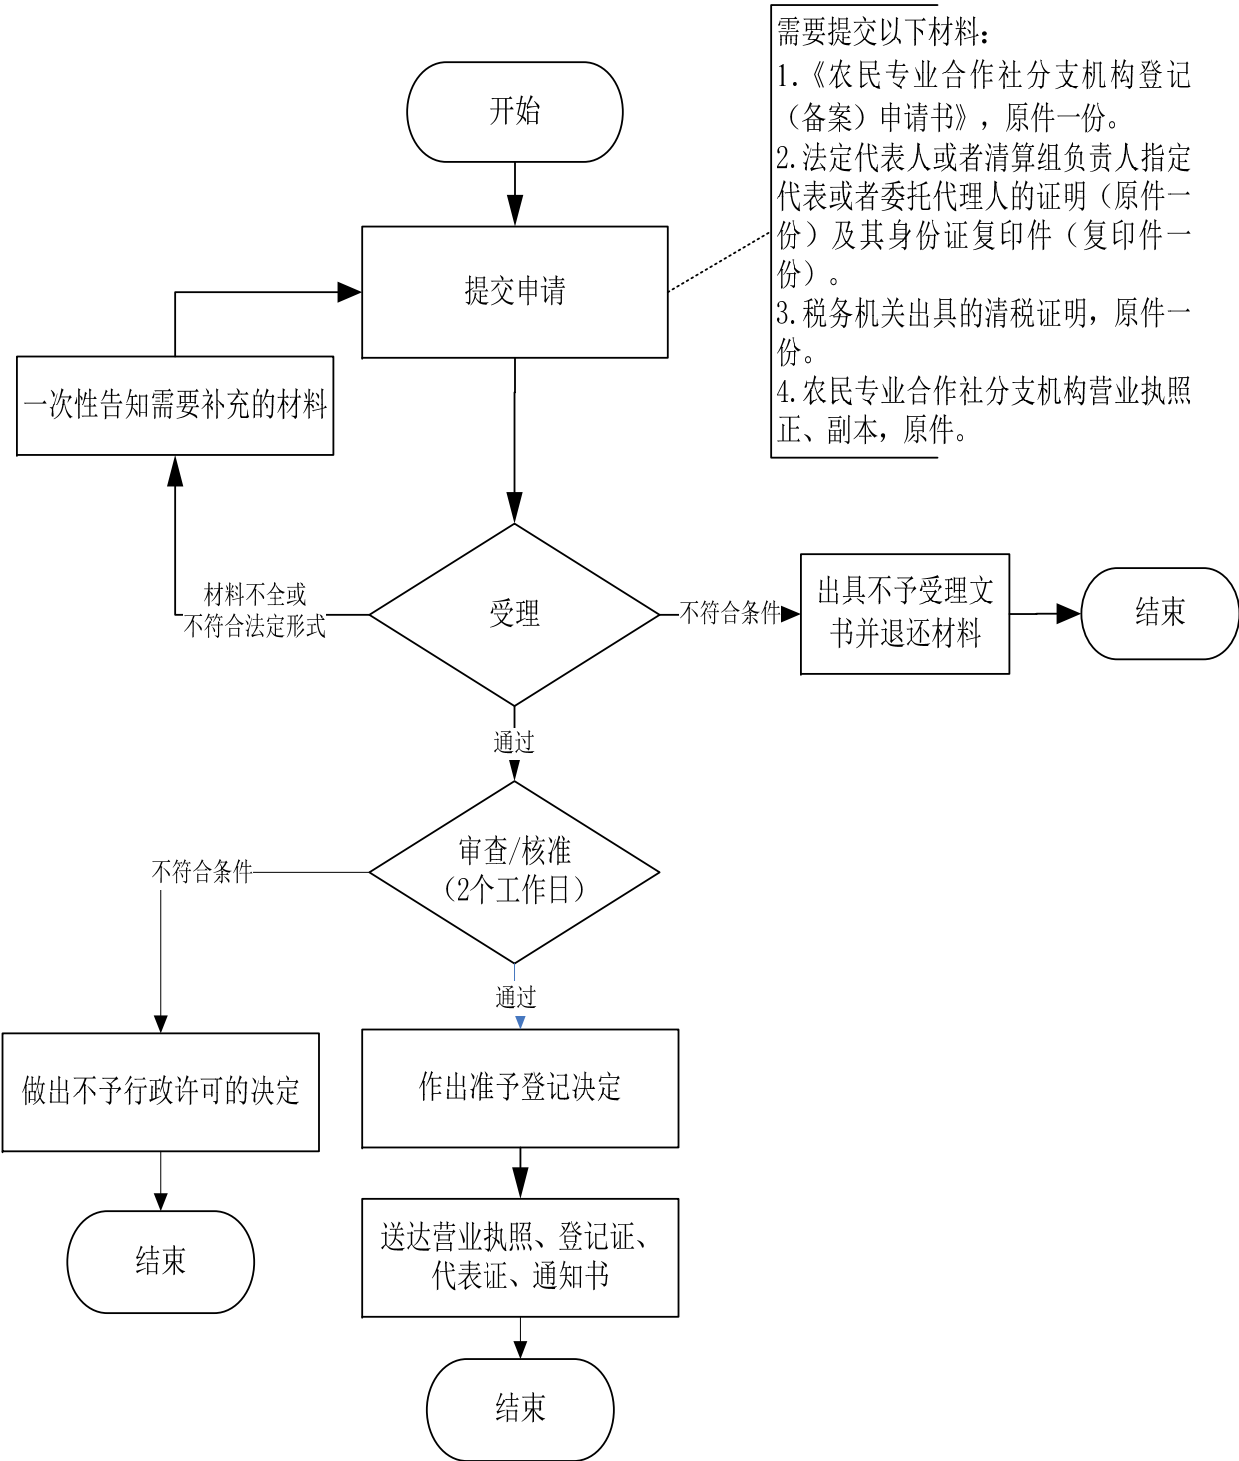 需要提交以下材料：
1.《农民专业合作社分支机构登记
（备案）申请书》，原件一份。
2.法定代表人或者清算组负责人指定
代表或者委托代理人的证明（原件一
份）及其身份证复印件（复印件一
份）。
3.税务机关出具的清税证明，原件一
份。
4.农民专业合作社分支机构营业执照
正、副本，原件。
开始
提交申请
一次性告知需要补充的材料
材料不全或
不符合法定形式
受理
不符合条件
出具不予受理文
书并退还材料
结束
通过
审查/核准
（2个工作日）
不符合条件
通过
做出不予行政许可的决定
作出准予登记决定
送达营业执照、登记证、
代表证、通知书
结束
结束